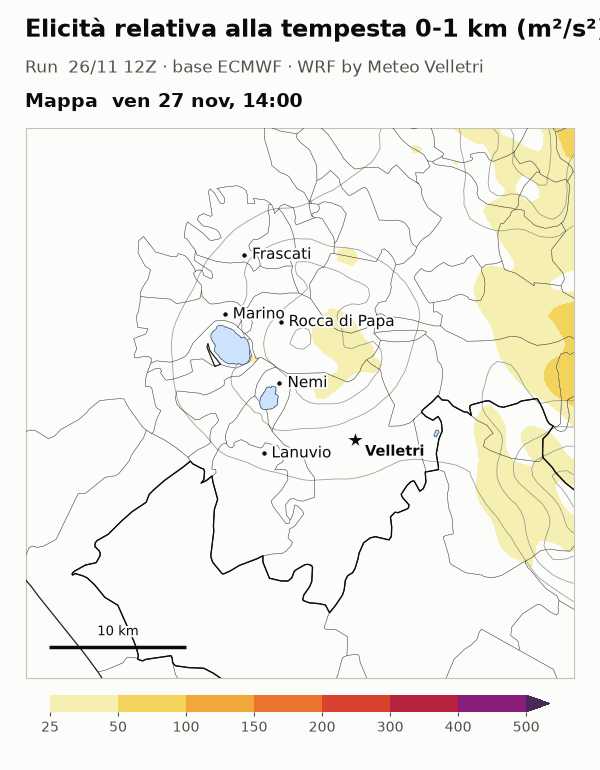 Elicità relativa alla tempesta 0-1 km (m²/s²)
Run 26/11 12Z · base ECMWF · WRF by Meteo Velletri
Mappa ven 27 nov, 14:00
Frascati
Marino
Rocca di Papa
Nemi
Velletri
Lanuvio
10 km
25 50 100 150 200 300 400 500